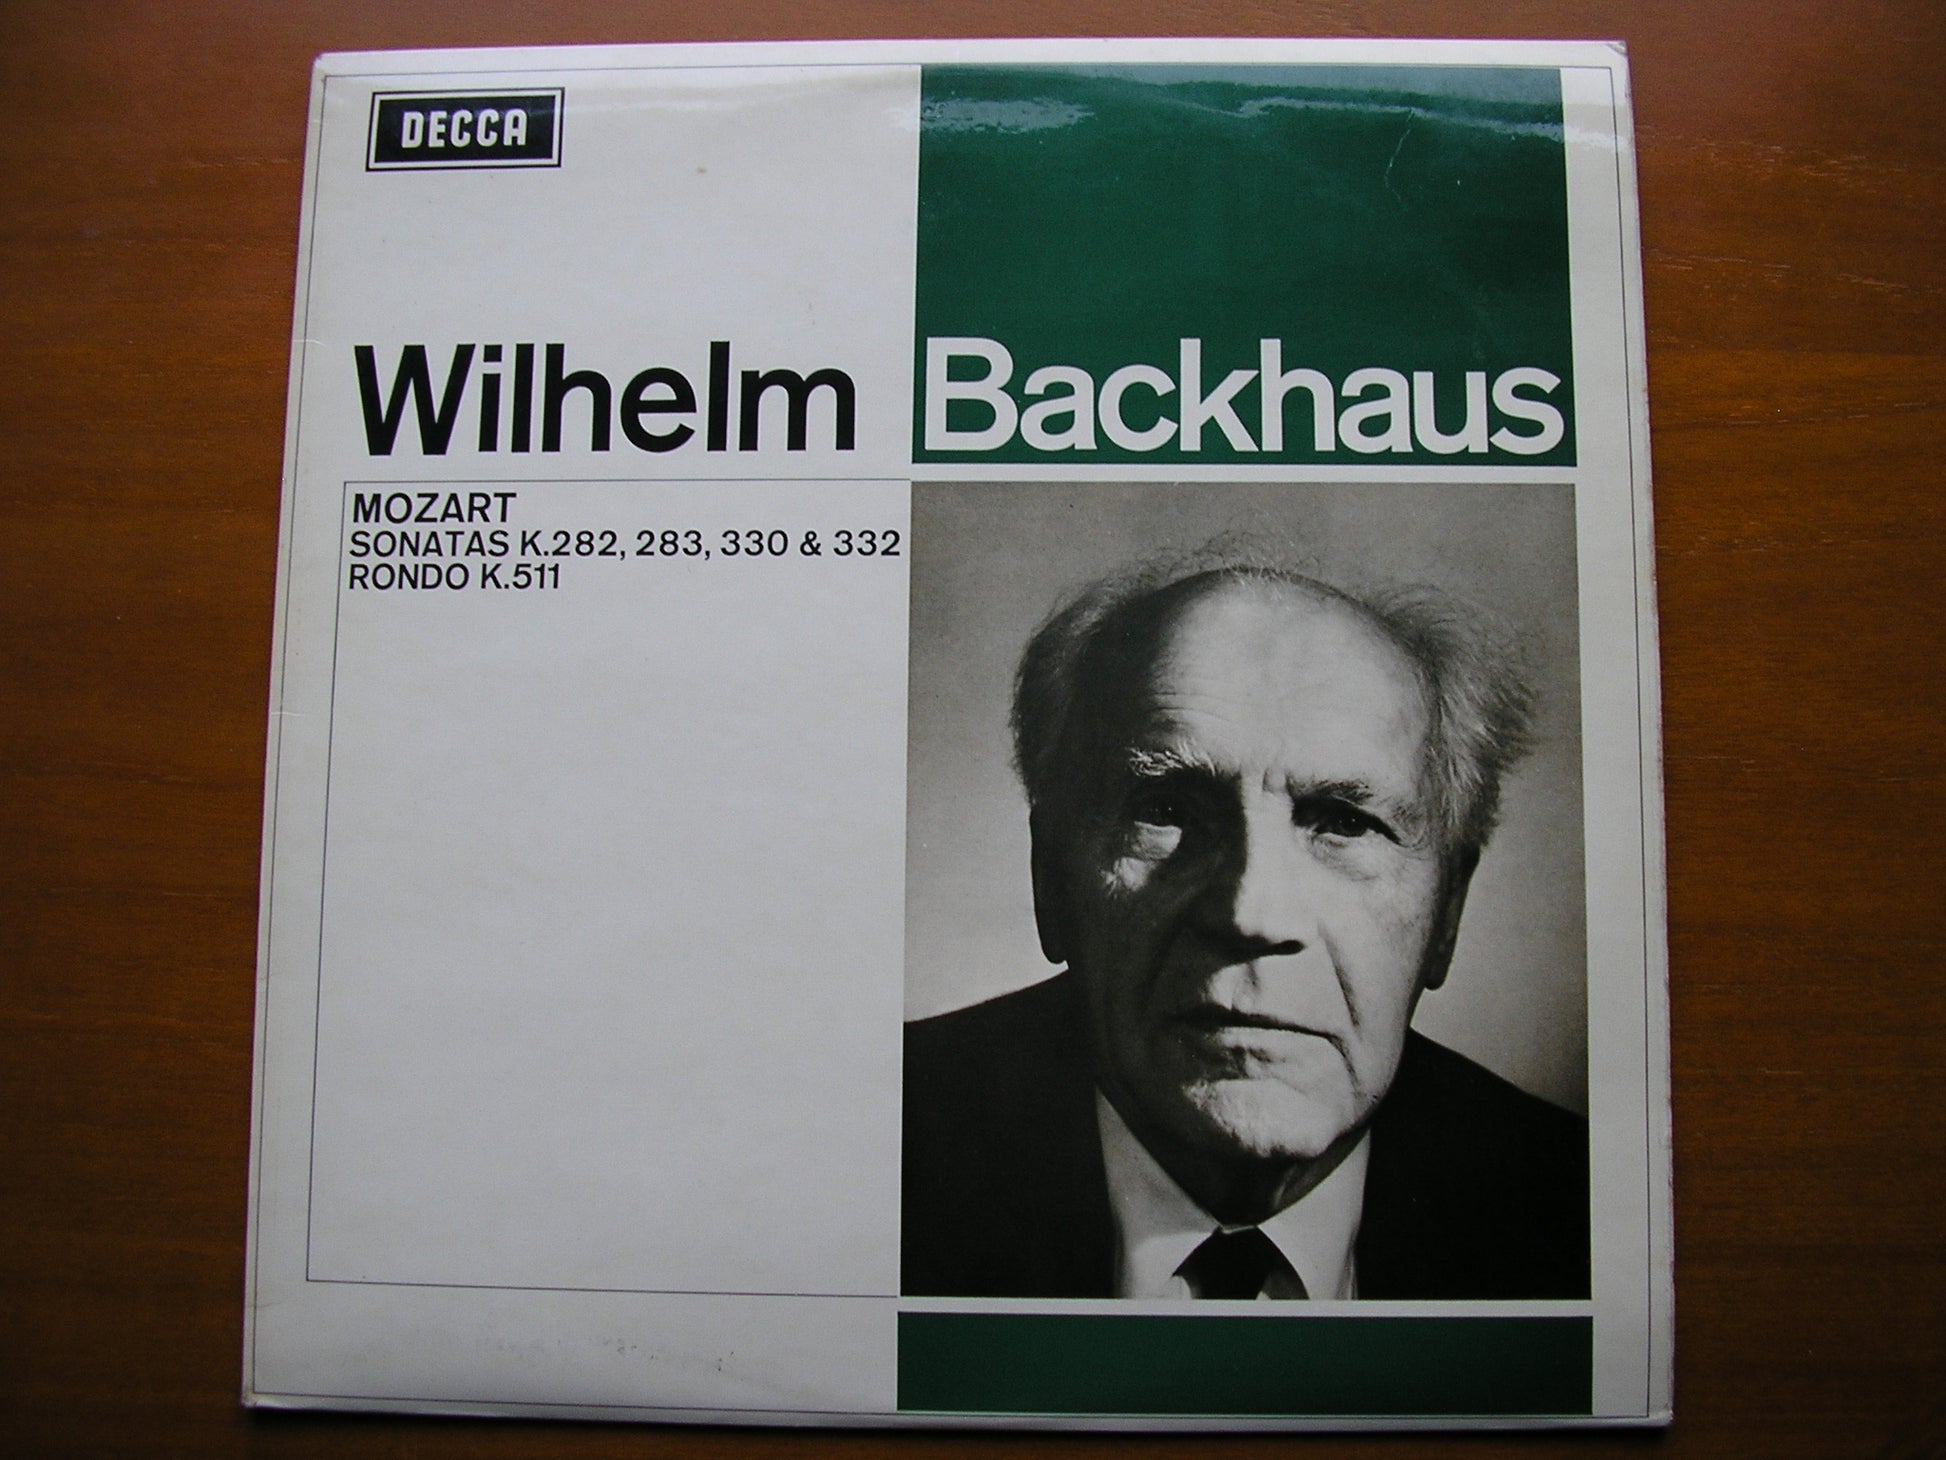 DECCA
Wilhelm Backhaus
MOZART
SONATAS K.282, 283, 330 & 332
RONDO K.511